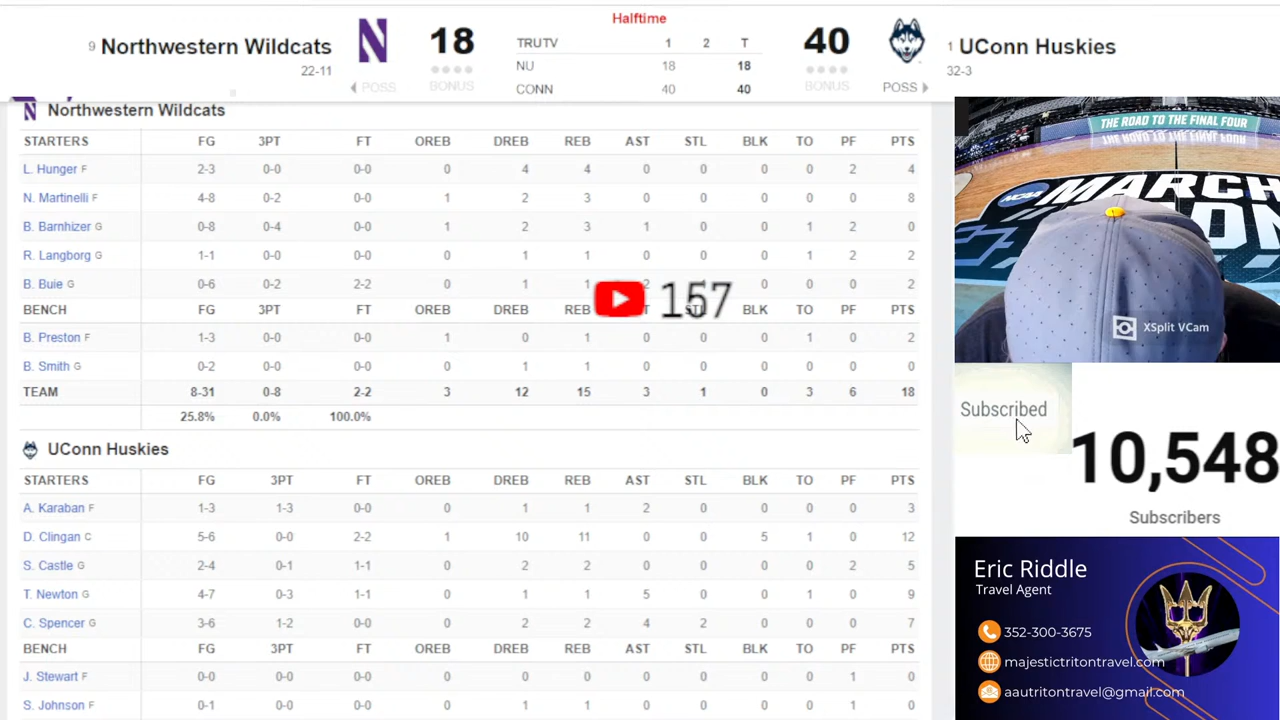 Halftime
9 Northwestern Wildcats
22-11
N
18
POSS
BONUS
TRUTV 1 2 T
NU 18 18
CONN 40 40
40
BONUS
POSS
1 UConn Huskies
32-3
N Northwestern Wildcats
STARTERS FG 3PT FT OREB DREB REB AST STL BLK TO PF PTS
L. Hunger F 2-3 0-0 0-0 0 4 4 0 0 0 0 2 4
N. Martinelli F 4-8 0-2 0-0 1 2 3 0 0 0 0 0 8
B. Barnhizer G 0-8 0-4 0-0 1 2 3 1 0 0 1 2 0
R. Langborg G 1-1 0-0 0-0 0 1 1 0 0 0 1 2 2
B. Buie G 0-6 0-2 2-2 0 1 1 2 0 0 0 2
BENCH FG 3PT FT OREB DREB REB STL BLK TO PF PTS
157
B. Preston F 1-3 0-0 0-0 1 0 1 0 0 0 1 0 2
B. Smith G 0-2 0-0 0-0 0 1 1 0 0 0 0 0 0
TEAM 8-31 0-8 2-2 3 12 15 3 1 0 3 6 18
25.8% 0.0% 100.0%
UConn Huskies
STARTERS FG 3PT FT OREB DREB REB AST STL BLK TO PF PTS
A. Karaban F 1-3 1-3 0-0 0 1 1 2 0 0 0 0 3
D. Clingan C 5-6 0-0 2-2 1 10 11 0 0 5 1 0 12
S. Castle G 2-4 0-1 1-1 0 2 2 0 0 0 0 2 5
T. Newton G 4-7 0-3 1-1 0 1 1 5 0 0 1 0 9
C. Spencer G 3-6 1-2 0-0 0 2 2 4 2 0 0 0 7
BENCH FG 3PT FT OREB DREB REB AST STL BLK TO PF PTS
J. Stewart F 0-0 0-0 0-0 0 0 0 0 0 0 0 1 0
S. Johnson F 0-1 0-0 0-0 0 1 1 0 0 0 0 1 0
THE ROAD TO THE FINAL FOUR
NCAA MARCH
XSplit VCam
Subscribed
10,548
Subscribers
Eric Riddle
Travel Agent
352-300-3675
majestictritontravel.com
aautritontravel@gmail.com